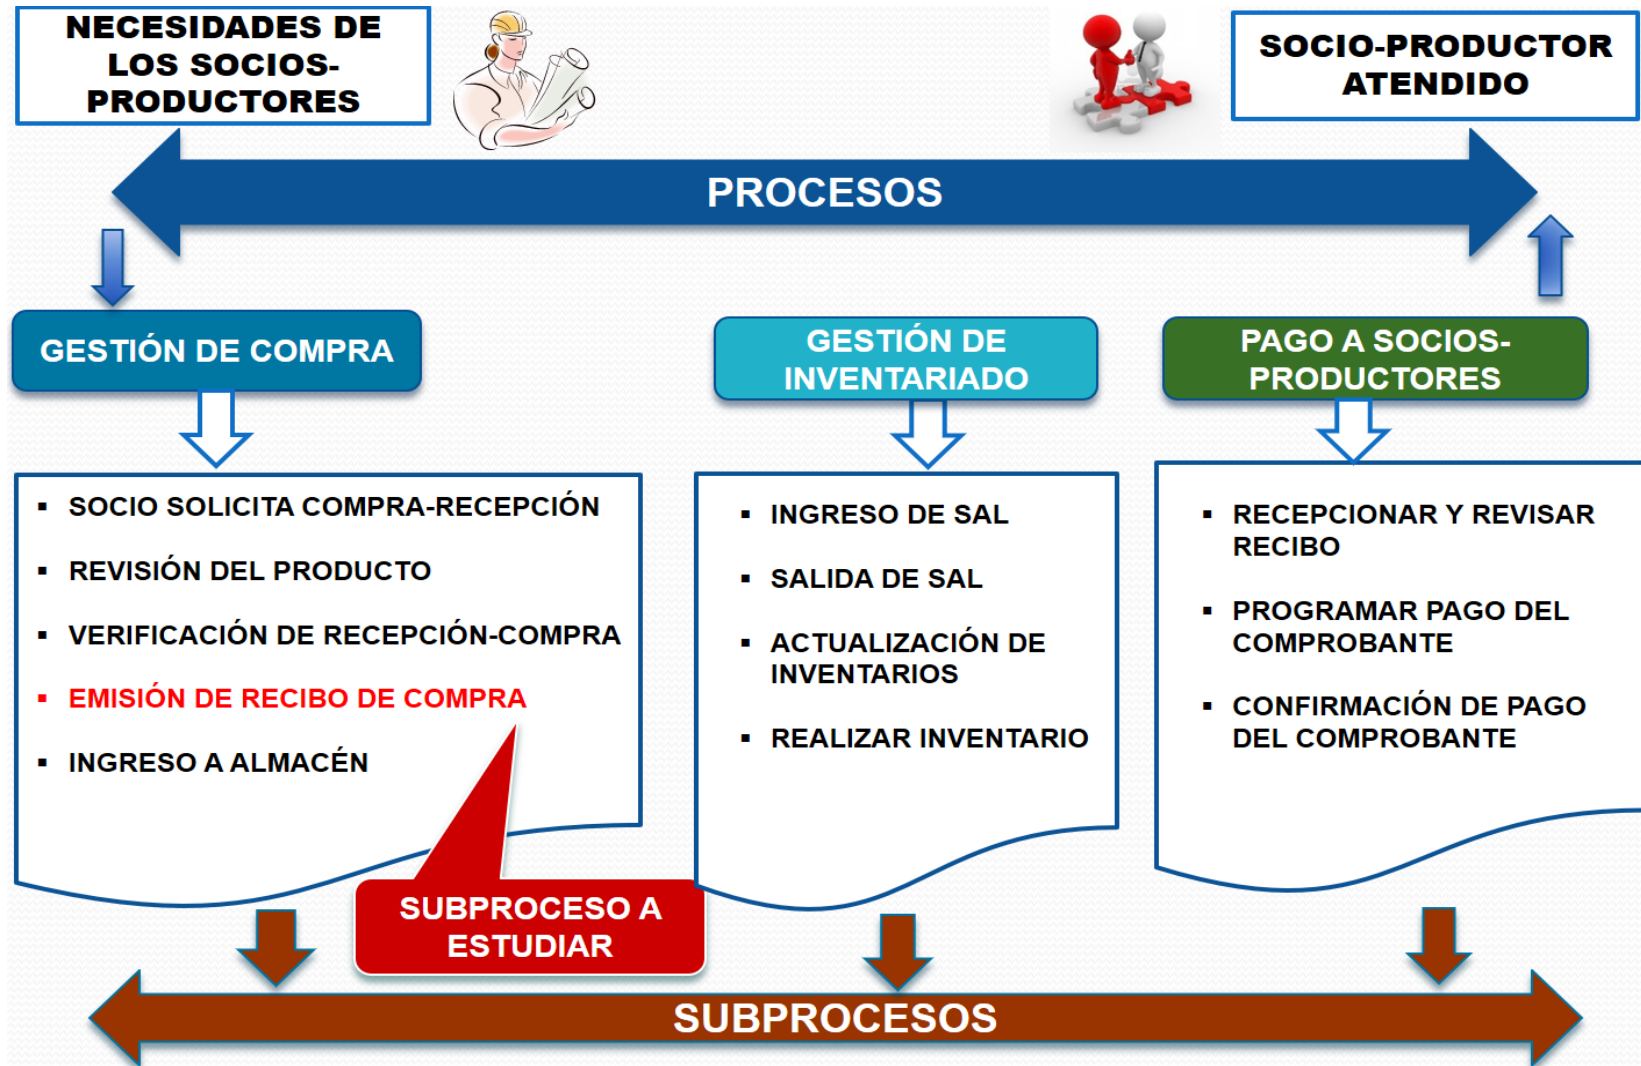 NECESIDADES DE
LOS SOCIOS-
PRODUCTORES
SOCIO-PRODUCTOR
ATENDIDO
PROCESOS
GESTIÓN DE COMPRA
GESTIÓN DE
INVENTARIADO
PAGO A SOCIOS-
PRODUCTORES
▪ SOCIO SOLICITA COMPRA-RECEPCIÓN
▪ REVISIÓN DEL PRODUCTO
▪ VERIFICACIÓN DE RECEPCIÓN-COMPRA
▪ EMISIÓN DE RECIBO DE COMPRA
▪ INGRESO A ALMACÉN
▪ INGRESO DE SAL
▪ SALIDA DE SAL
▪ ACTUALIZACIÓN DE
INVENTARIOS
▪ REALIZAR INVENTARIO
▪ RECEPCIONAR Y REVISAR
RECIBO
▪ PROGRAMAR PAGO DEL
COMPROBANTE
▪ CONFIRMACIÓN DE PAGO
DEL COMPROBANTE
SUBPROCESO A
ESTUDIAR
SUBPROCESOS